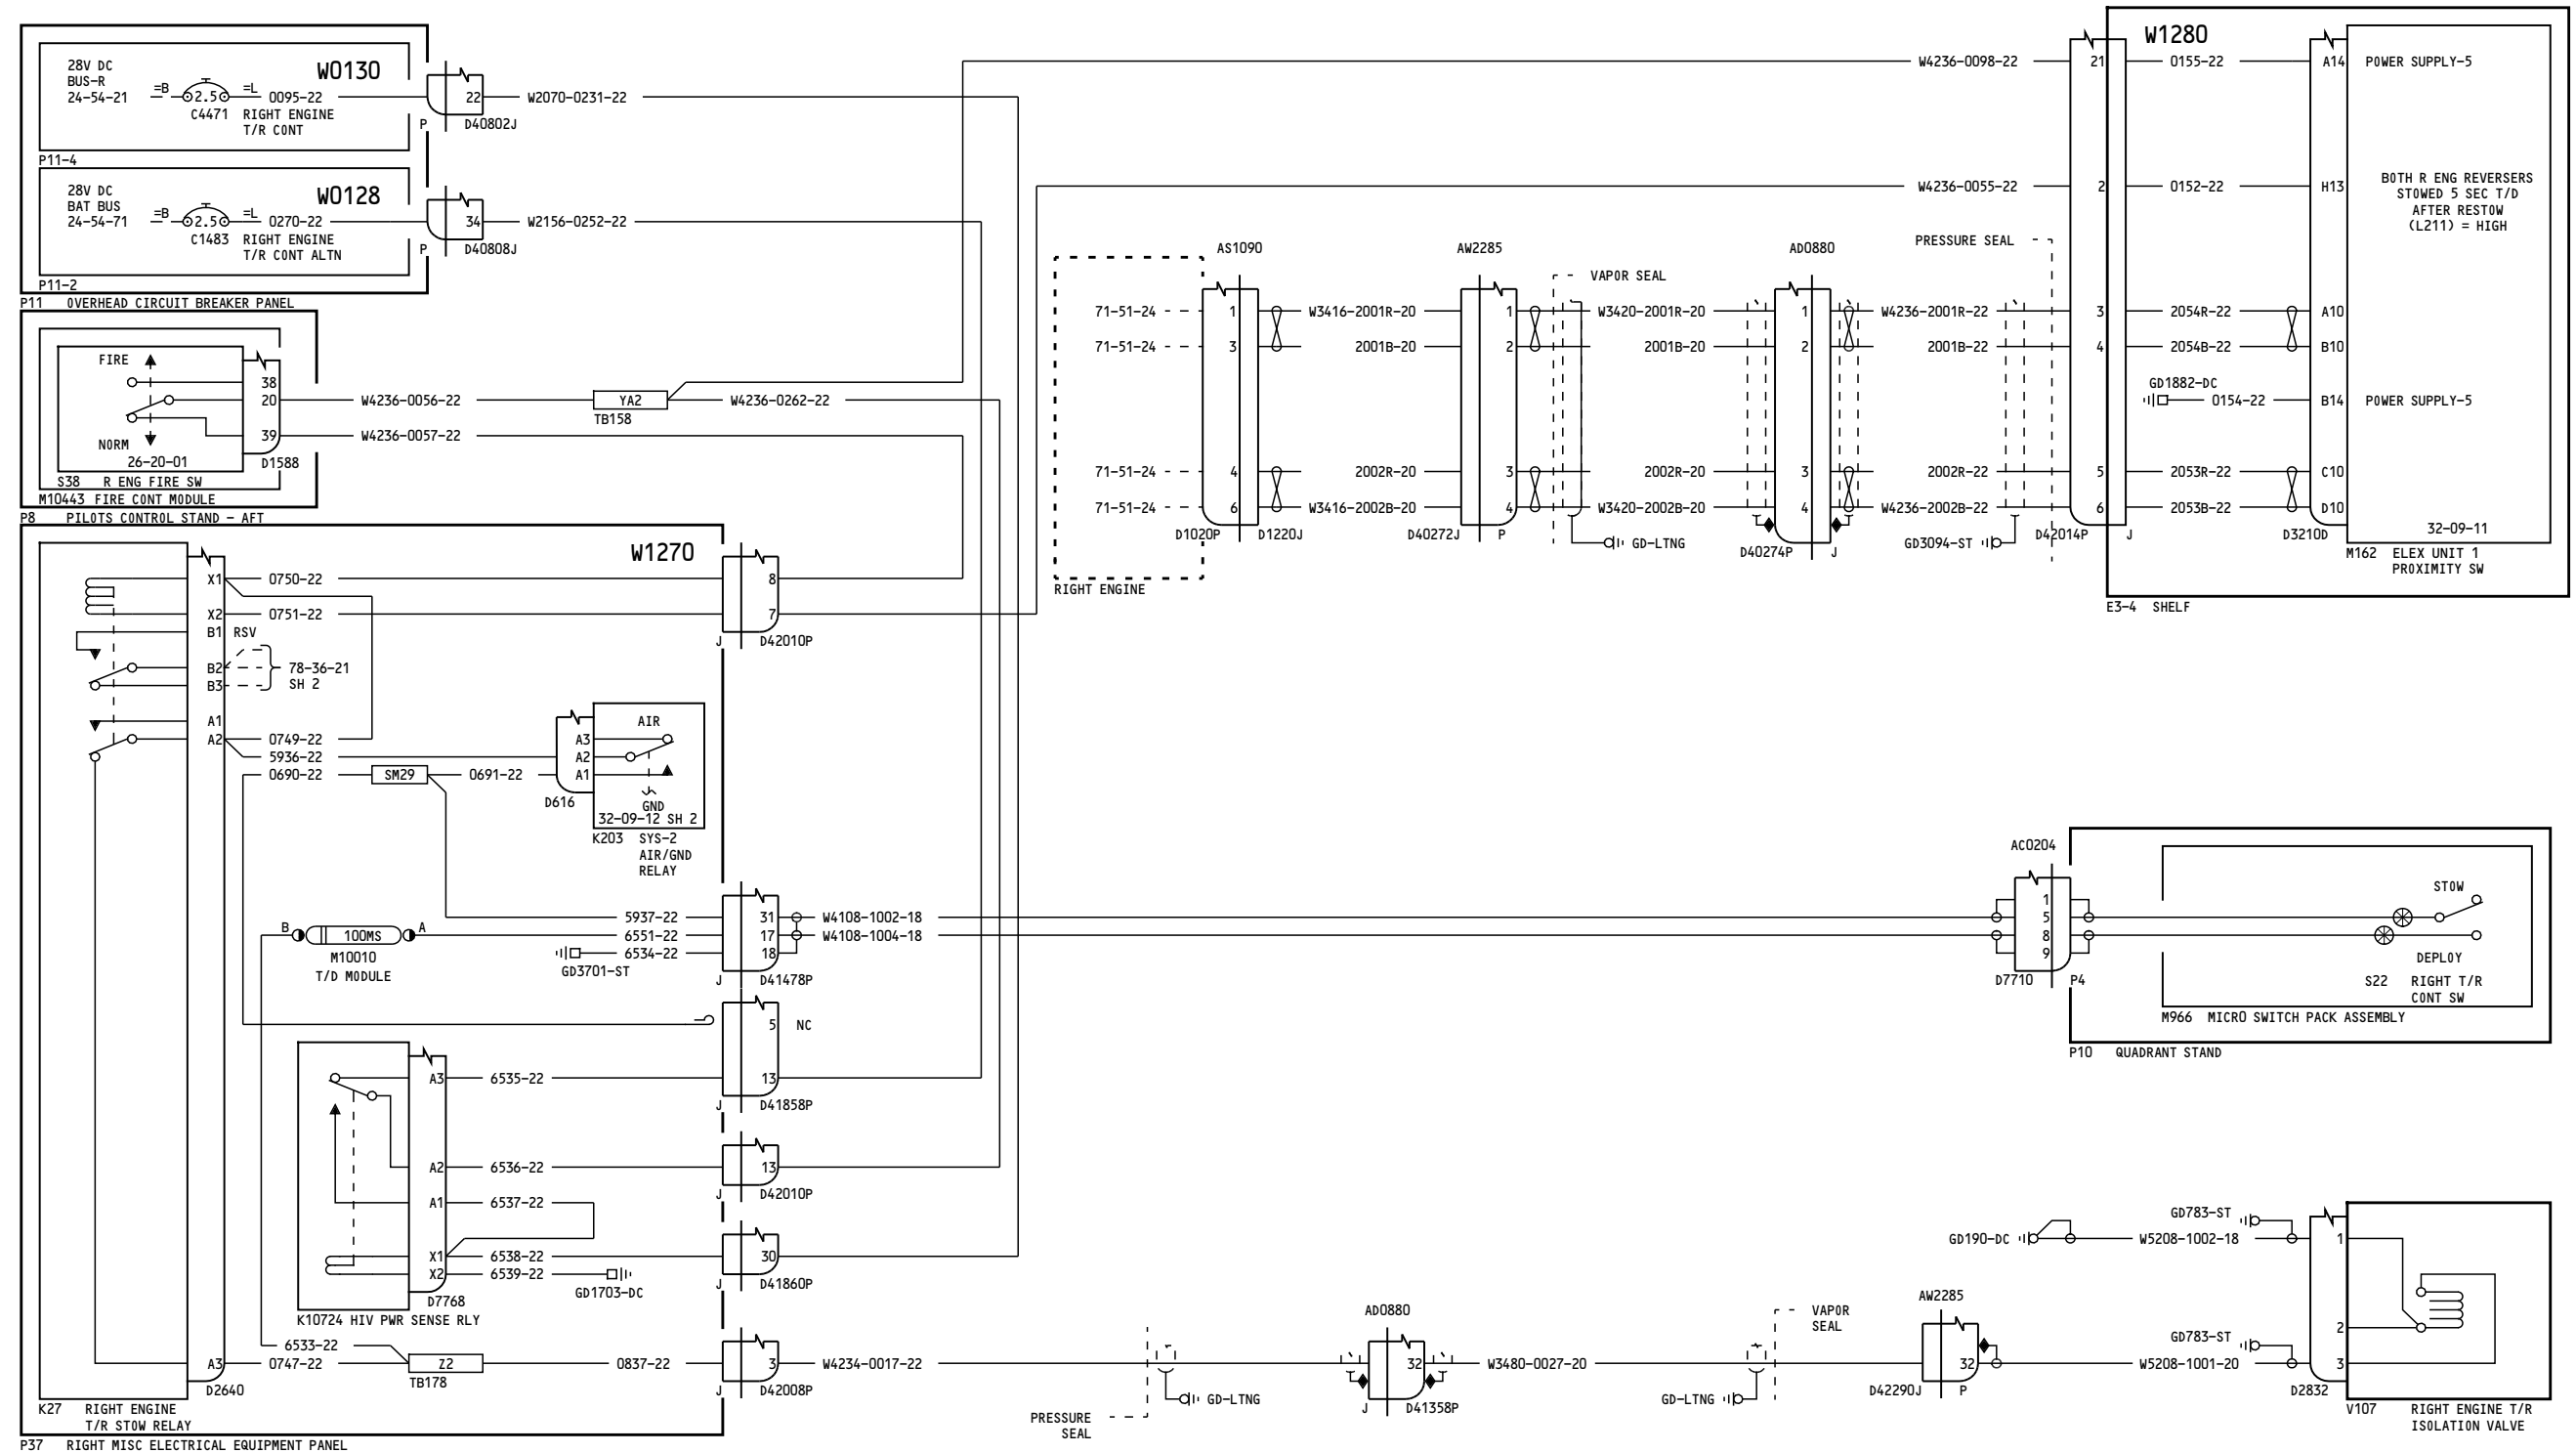 28V DC
BUS-R
24-54-21
=B
2.5
=L
0095-22
C4471
RIGHT ENGINE
T/R CONT
W0130
P11-4
22
P
D40802J
W2070-0231-22
28V DC
BAT BUS
24-54-71
=B
2.5
=L
0270-22
C1483
RIGHT ENGINE
T/R CONT ALTN
W0128
P11-2
34
P
D40808J
W2156-0252-22
P11 OVERHEAD CIRCUIT BREAKER PANEL
FIRE
NORM
26-20-01
38
20
39
D1588
S38 R ENG FIRE SW
M10443 FIRE CONT MODULE
P8 PILOTS CONTROL STAND - AFT
W4236-0056-22
YA2
TB158
W4236-0262-22
W4236-0057-22
W4236-0098-22
W4236-0055-22
RIGHT ENGINE
71-51-24
71-51-24
71-51-24
71-51-24
AS1090
1
3
4
6
D1020P
D1220J
W3416-2001R-20
2001B-20
2002R-20
W3416-2002B-20
AW2285
1
2
3
4
D40272J
P
VAPOR SEAL
W3420-2001R-20
2001B-20
2002R-20
W3420-2002B-20
GD-LTNG
AD0880
1
2
3
4
D40274P
J
PRESSURE SEAL
W4236-2001R-22
2001B-22
2002R-22
W4236-2002B-22
GD3094-ST
21
2
3
4
5
6
D42014P
J
W1280
0155-22
0152-22
2054R-22
2054B-22
GD1882-DC
0154-22
2053R-22
2053B-22
A14
H13
A10
B10
B14
C10
D10
D3210D
POWER SUPPLY-5
BOTH R ENG REVERSERS
STOWED 5 SEC T/D
AFTER RESTOW
(L211) = HIGH
POWER SUPPLY-5
32-09-11
M162 ELEX UNIT 1
PROXIMITY SW
E3-4 SHELF
W1270
X1
X2
B1
B2
B3
A1
A2
A3
D2640
0750-22
0751-22
RSV
78-36-21
SH 2
0749-22
5936-22
0690-22
SM29
0691-22
8
7
J
D42010P
A3
A2
A1
D616
AIR
GND
32-09-12 SH 2
K203 SYS-2
AIR/GND
RELAY
B
100MS
A
M10010
T/D MODULE
5937-22
6551-22
6534-22
GD3701-ST
31
17
18
J
D41478P
W4108-1002-18
W4108-1004-18
5
NC
13
J
D41858P
AC0204
1
5
8
9
D7710
P4
STOW
DEPLOY
S22 RIGHT T/R
CONT SW
M966 MICRO SWITCH PACK ASSEMBLY
P10 QUADRANT STAND
A3
A2
A1
X1
X2
D7768
K10724 HIV PWR SENSE RLY
6535-22
6536-22
6537-22
6538-22
6539-22
GD1703-DC
13
J
D42010P
30
J
D41860P
6533-22
0747-22
Z2
TB178
0837-22
3
J
D42008P
K27 RIGHT ENGINE
T/R STOW RELAY
P37 RIGHT MISC ELECTRICAL EQUIPMENT PANEL
W4234-0017-22
PRESSURE
SEAL
GD-LTNG
AD0880
32
J
D41358P
W3480-0027-20
GD-LTNG
VAPOR
SEAL
AW2285
32
D42290J
P
GD190-DC
GD783-ST
W5208-1002-18
GD783-ST
W5208-1001-20
1
2
3
D2832
V107 RIGHT ENGINE T/R
ISOLATION VALVE